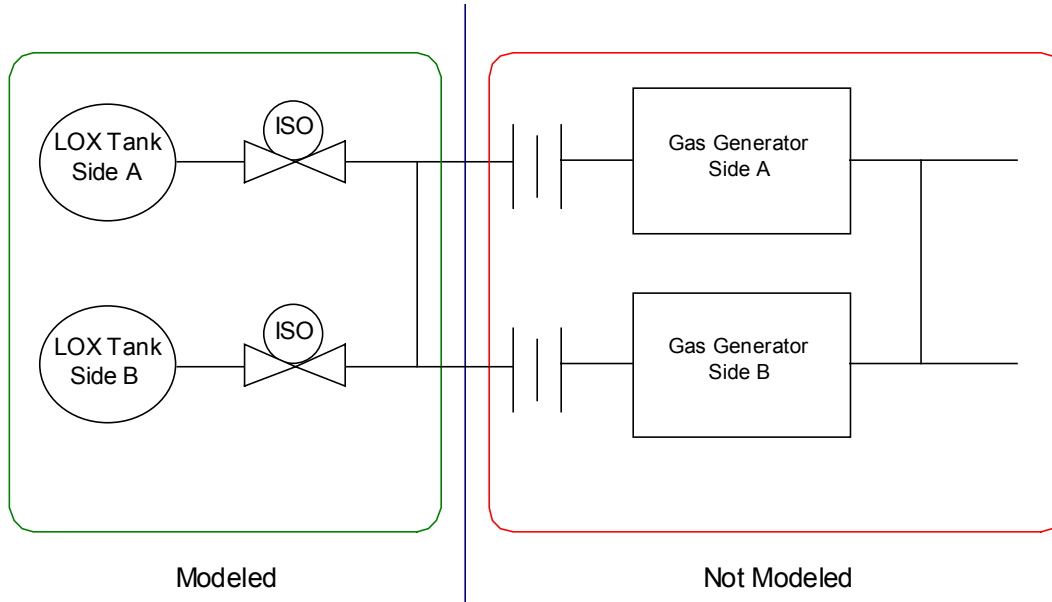 LOX Tank
Side A
ISO
Gas Generator
Side A
LOX Tank
Side B
ISO
Gas Generator
Side B
Modeled
Not Modeled